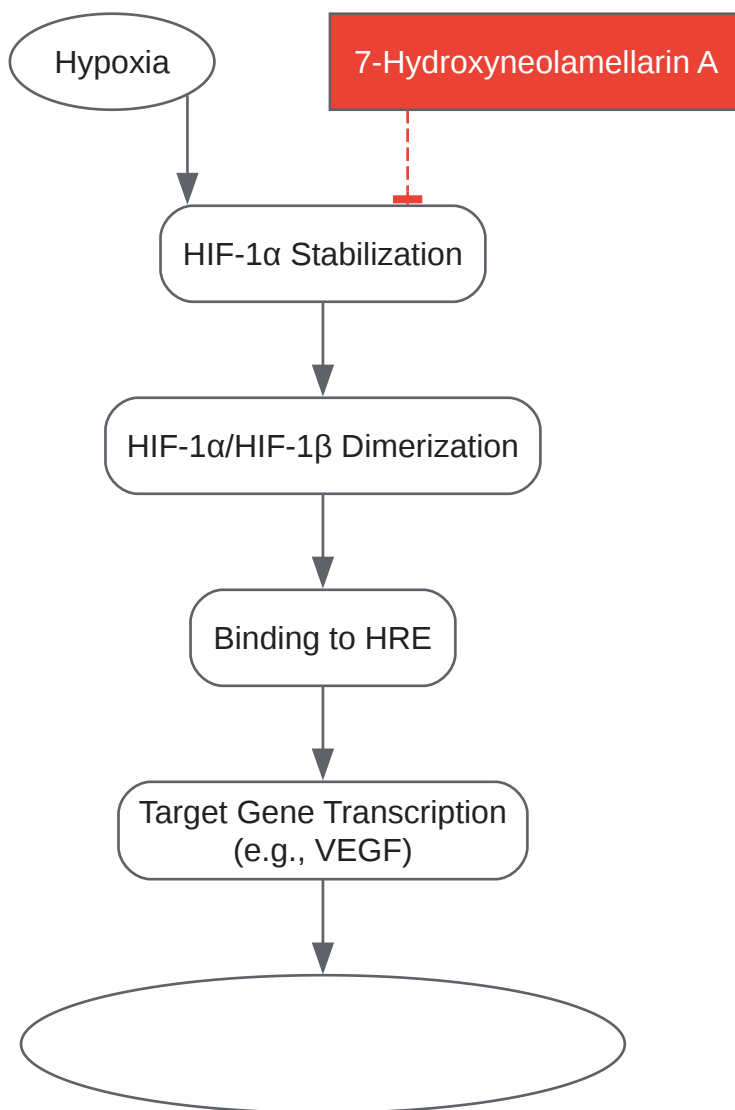 Hypoxia
7-Hydroxyneolamellarin A
HIF-1α Stabilization
HIF-1α/HIF-1β Dimerization
Binding to HRE
Target Gene Transcription
(e.g., VEGF)